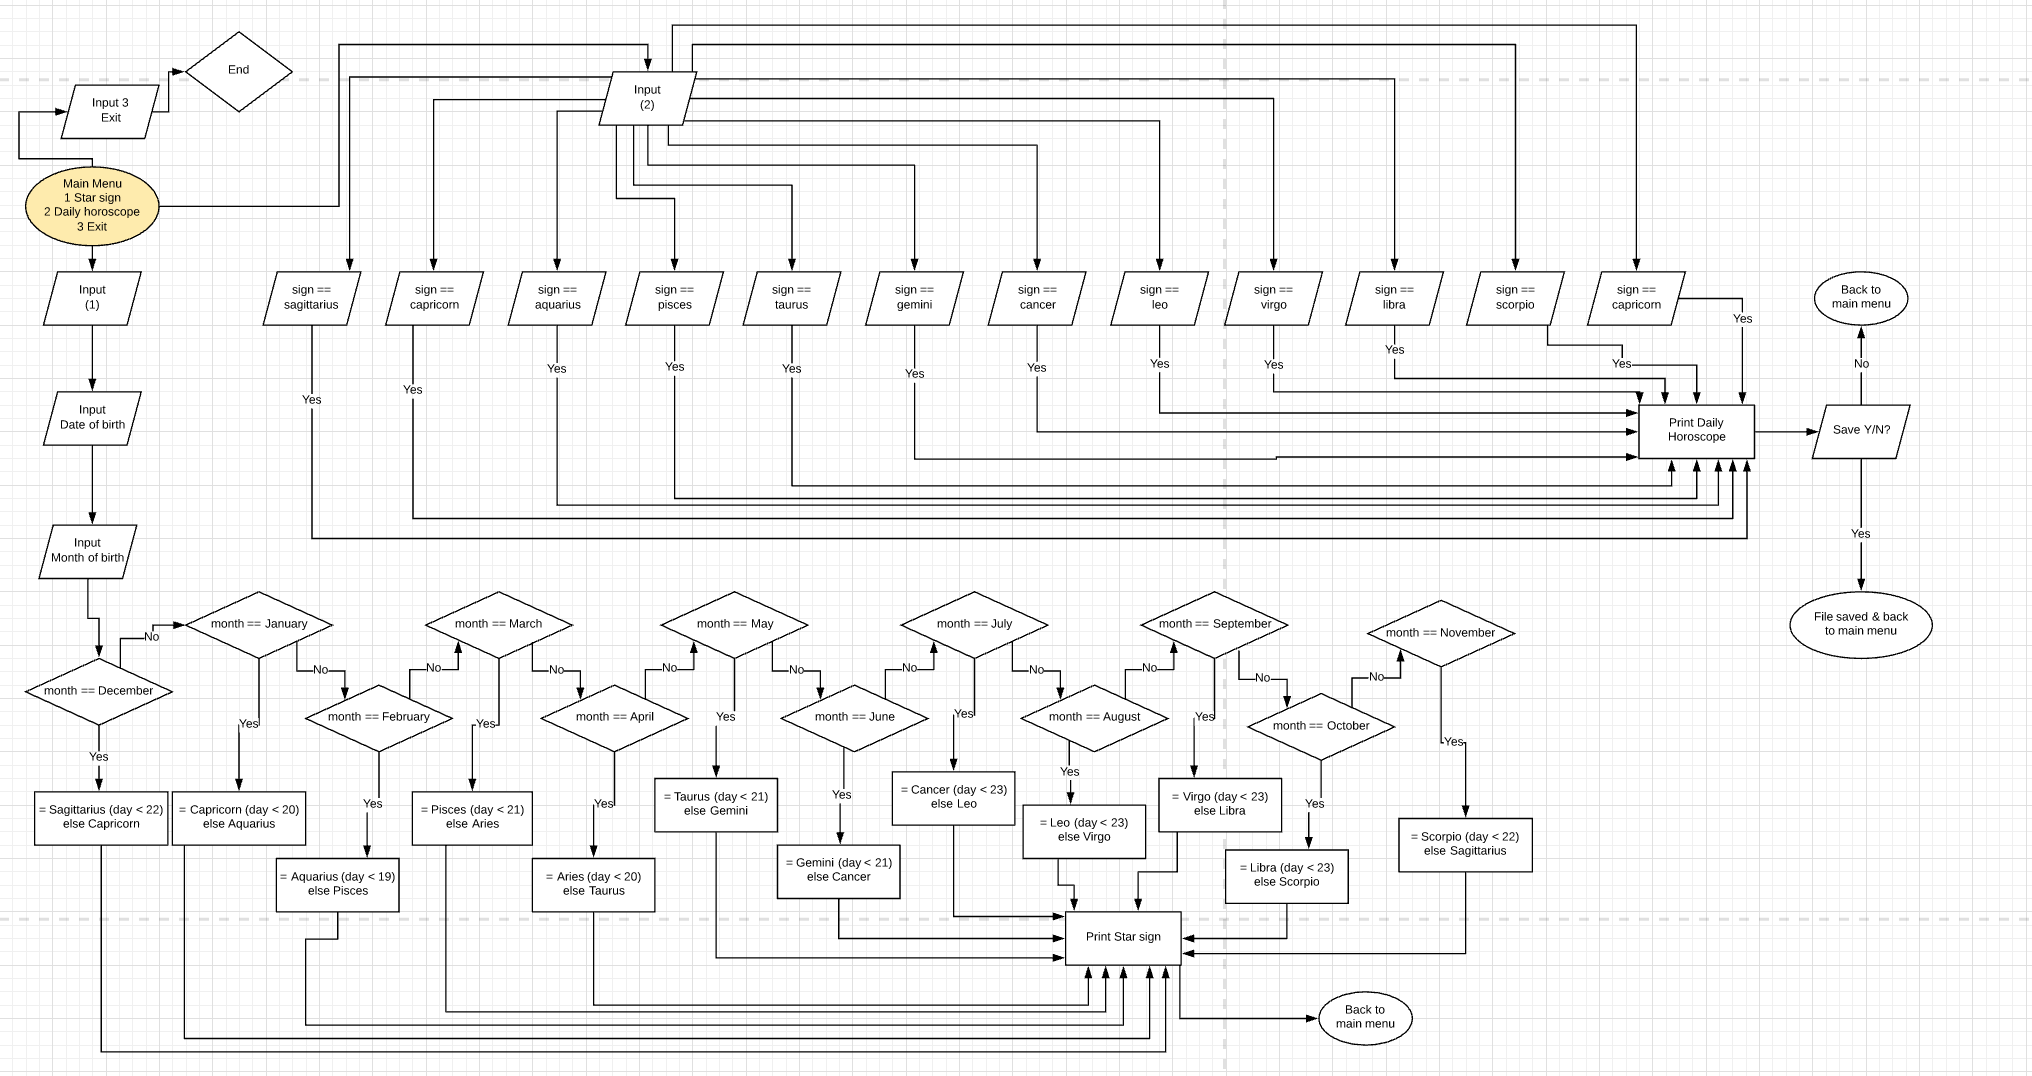 End
Input 3
Exit
Main Menu
1 Star sign
2 Daily horoscope
3 Exit
Input
(2)
Input
(1)
sign ==
sagittarius
sign ==
capricorn
sign ==
aquarius
sign ==
pisces
sign ==
taurus
sign ==
gemini
sign ==
cancer
sign ==
leo
sign ==
virgo
sign ==
libra
sign ==
scorpio
sign ==
capricorn
Back to
main menu
Yes
Yes
Yes
Yes
Yes
Yes
Yes
Yes
Yes
Yes
Yes
Yes
No
Input
Date of birth
Print Daily
Horoscope
Save Y/N?
Yes
Input
Month of birth
File saved & back
to main menu
month == December
No
month == January
No
month == February
No
month == March
No
month == April
No
month == May
No
month == June
No
month == July
No
month == August
No
month == September
No
month == October
No
month == November
Yes
Yes
Yes
Yes
Yes
Yes
Yes
Yes
Yes
Yes
Yes
Yes
= Sagittarius (day < 22)
else Capricorn
= Capricorn (day < 20)
else Aquarius
= Aquarius (day < 19)
else Pisces
= Pisces (day < 21)
else Aries
= Aries (day < 20)
else Taurus
= Taurus (day < 21)
else Gemini
= Gemini (day < 21)
else Cancer
= Cancer (day < 23)
else Leo
= Leo (day < 23)
else Virgo
= Virgo (day < 23)
else Libra
= Libra (day < 23)
else Scorpio
= Scorpio (day < 22)
else Sagittarius
Print Star sign
Back to
main menu